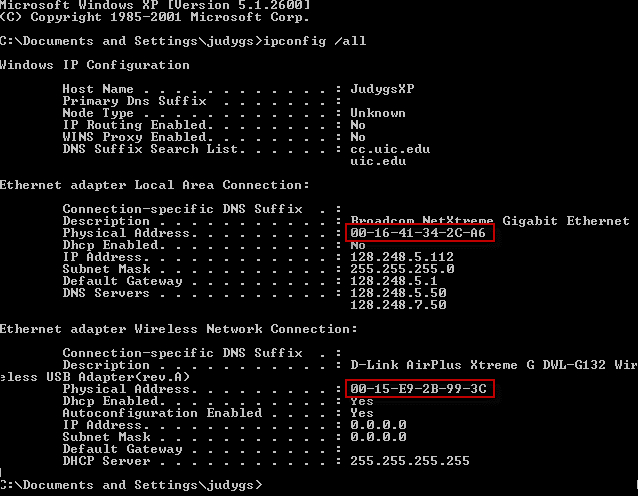 Microsoft Windows XP [Version 5.1.2600]
(C) Copyright 1985-2001 Microsoft Corp.
C:\Documents and Settings\judygs>ipconfig /all
Windows IP Configuration
Host Name . . . . . . . . . . . . : JudygsXP
Primary Dns Suffix  . . . . . . . :
Node Type . . . . . . . . . . . . : Unknown
IP Routing Enabled. . . . . . . . : No
WINS Proxy Enabled. . . . . . . . : No
DNS Suffix Search List. . . . . . : cc.uic.edu
uic.edu
Ethernet adapter Local Area Connection:
Connection-specific DNS Suffix  . :
Description . . . . . . . . . . . : Broadcom NetXtreme Gigabit Ethernet
Physical Address. . . . . . . . . : 00-16-41-34-2C-A6
Dhcp Enabled. . . . . . . . . . . : No
IP Address. . . . . . . . . . . . : 128.248.5.112
Subnet Mask . . . . . . . . . . . : 255.255.255.0
Default Gateway . . . . . . . . . : 128.248.5.1
DNS Servers . . . . . . . . . . . : 128.248.5.50
128.248.7.50
Ethernet adapter Wireless Network Connection:
Connection-specific DNS Suffix  . :
Description . . . . . . . . . . . : D-Link AirPlus Xtreme G DWL-G132 Wir
eless USB Adapter(rev.A)
Physical Address. . . . . . . . . : 00-15-E9-2B-99-3C
Dhcp Enabled. . . . . . . . . . . : Yes
Autoconfiguration Enabled . . . . : Yes
IP Address. . . . . . . . . . . . : 0.0.0.0
Subnet Mask . . . . . . . . . . . : 0.0.0.0
Default Gateway . . . . . . . . . :
DHCP Server . . . . . . . . . . . : 255.255.255.255
C:\Documents and Settings\judygs>